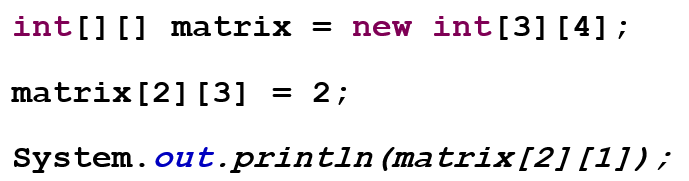 int[][] matrix = new int[3][4];
matrix[2][3] = 2;
System.out.println(matrix[2][1]);